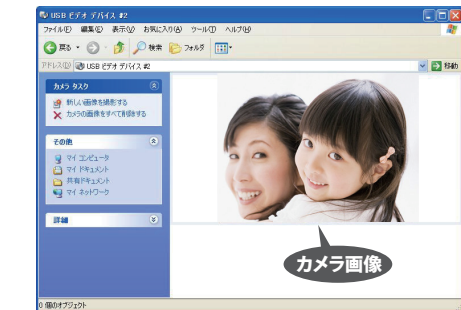 USB ビデオ デバイス #2
ファイル(F) 編集(E) 表示(V) お気に入り(A) ツール(T) ヘルプ(H)
戻る 検索 フォルダ
アドレス(D) USB ビデオ デバイス #2 移動
カメラ タスク
新しい画像を撮影する
カメラの画像をすべて削除する
その他
マイ コンピュータ
マイ ドキュメント
共有ドキュメント
マイ ネットワーク
詳細
カメラ画像
0 個のオブジェクト